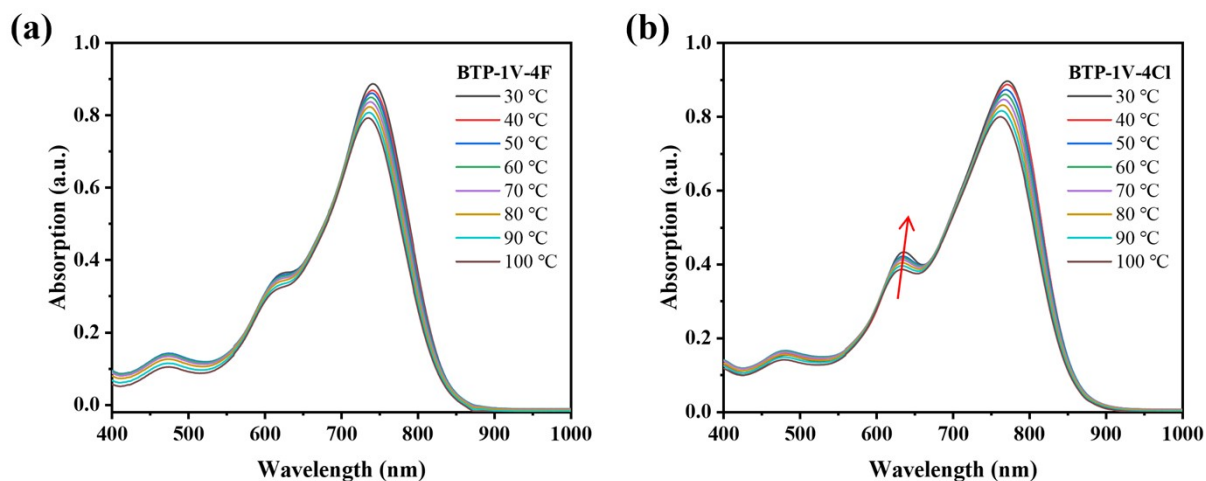 (a)
1.0
0.8
0.6
0.4
0.2
0.0
Absorption (a.u.)
400 500 600 700 800 900 1000
Wavelength (nm)
BTP-1V-4F
30 ℃
40 ℃
50 ℃
60 ℃
70 ℃
80 ℃
90 ℃
100 ℃
(b)
1.0
0.8
0.6
0.4
0.2
0.0
Absorption (a.u.)
400 500 600 700 800 900 1000
Wavelength (nm)
BTP-1V-4Cl
30 ℃
40 ℃
50 ℃
60 ℃
70 ℃
80 ℃
90 ℃
100 ℃